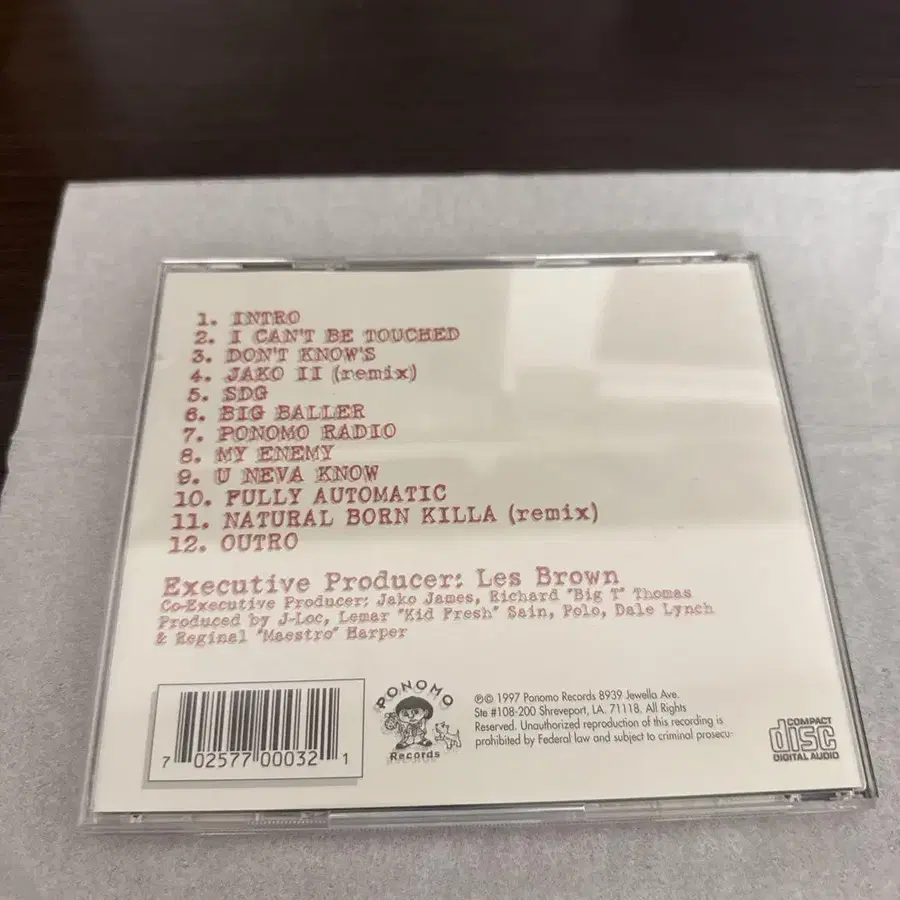 1. INTRO
2. I CAN'T BE TOUCHED
3. DON'T KNOW'S
4. JAKO II (remix)
5. SDG
6. BIG BALLER
7. PONOMO RADIO
8. MY ENEMY
9. U NEVA KNOW
10. FULLY AUTOMATIC
11. NATURAL BORN KILLA (remix)
12. OUTRO
Executive Producer: Les Brown
Co-Executive Producer: Jako James, Richard "Big T" Thomas
Produced by J-Loc, Lemar "Kid Fresh" Sain, Polo, Dale Lynch
& Reginal "Maestro" Harper
7 02577 00032 1
PONOMO
Records
℗© 1997 Ponomo Records 8939 Jewella Ave.
Ste #108-200 Shreveport, LA. 71118. All Rights
Reserved. Unauthorized reproduction of this recording is
prohibited by Federal law and subject to criminal prosecu-
COMPACT
disc
DIGITAL AUDIO